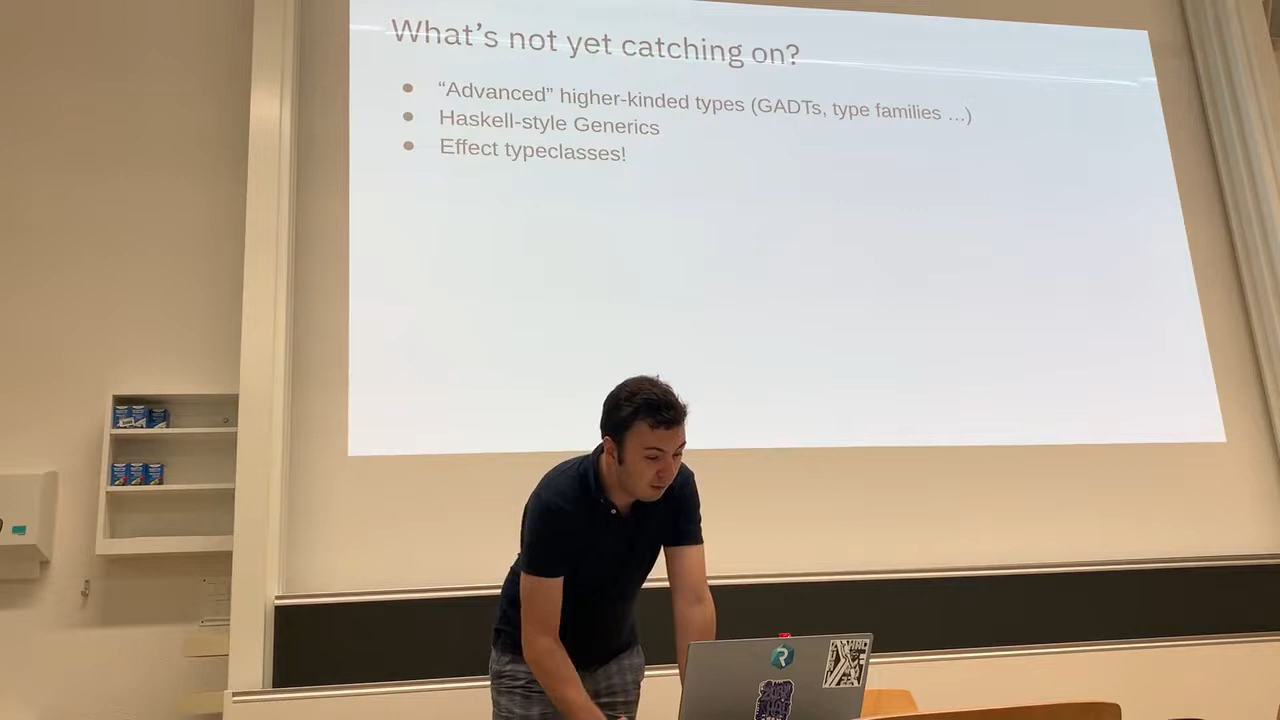 What's not yet catching on?
● “Advanced” higher-kinded types (GADTs, type families …)
● Haskell-style Generics
● Effect typeclasses!